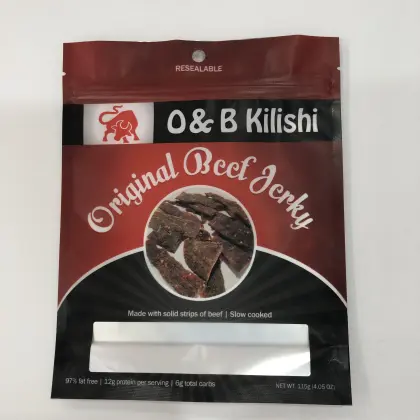 RESEALABLE
O & B Kilishi
Original Beef Jerky
Made with solid strips of beef | Slow cooked
97% fat free | 12g protein per serving | 6g total carbs
NET WT. 115g (4.05 OZ)